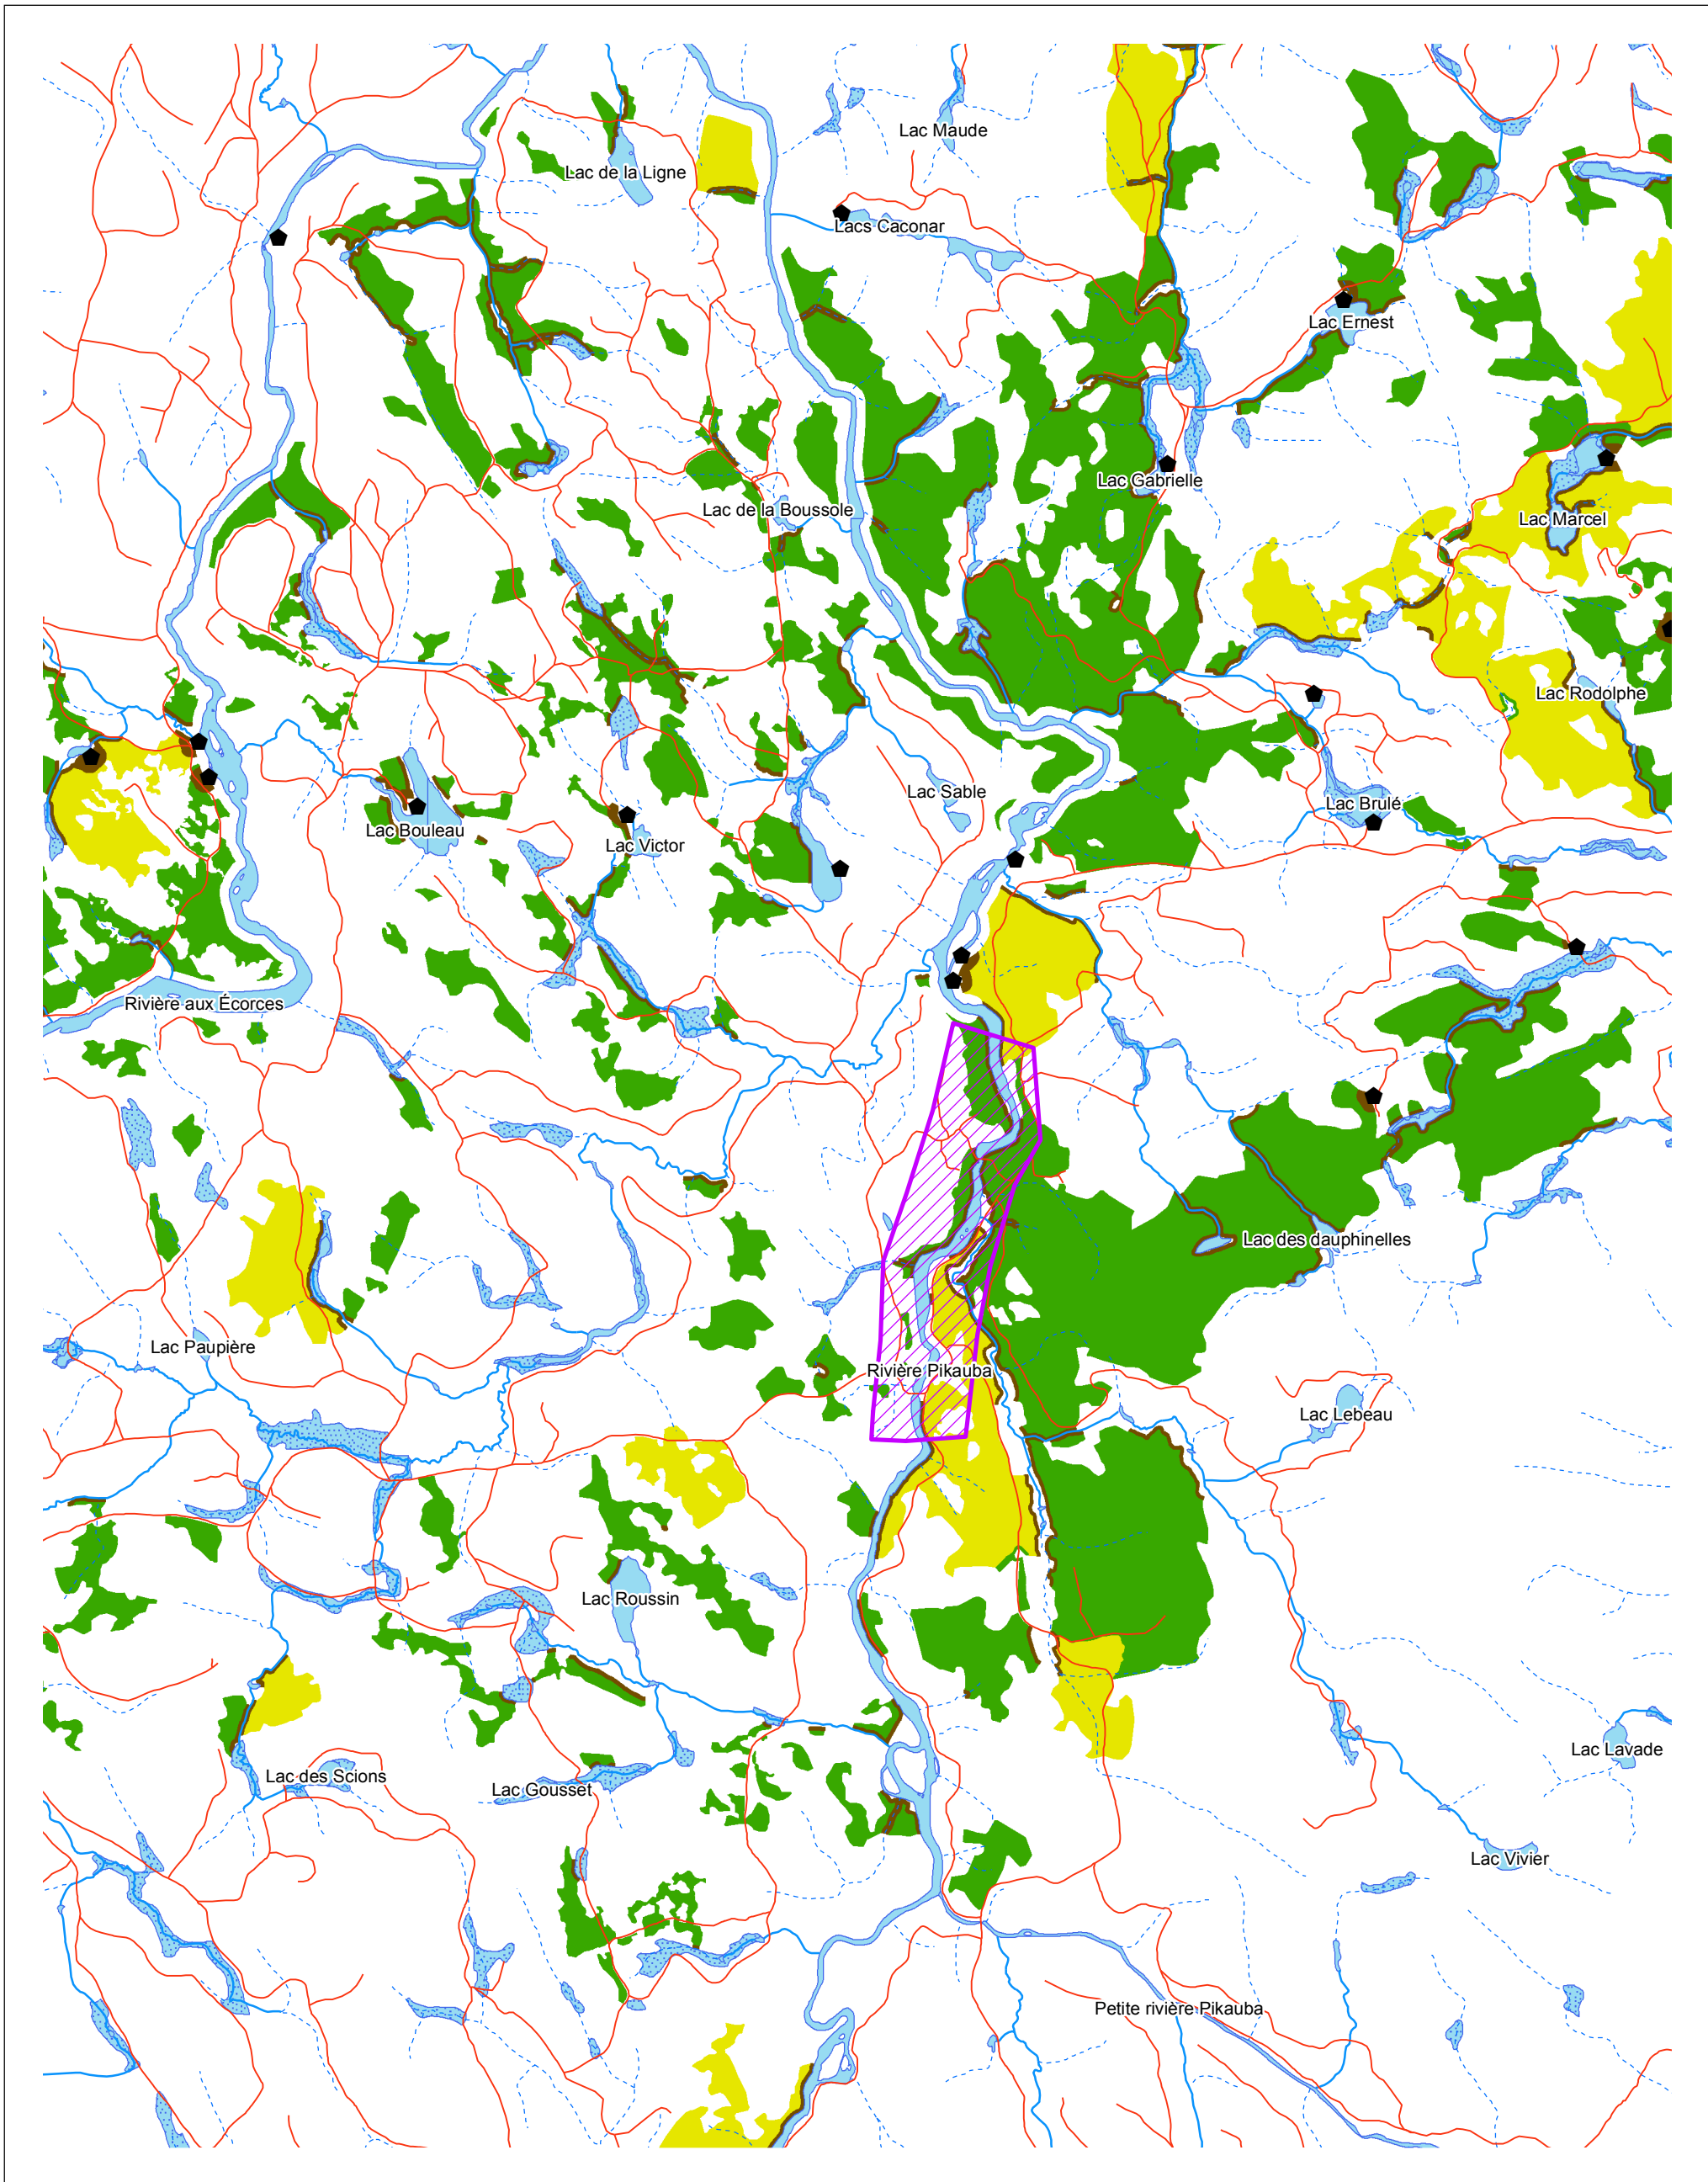 Lac Maude
Lac de la Ligne
Lacs Caconar
Lac Ernest
Lac Gabrielle
Lac de la Boussole
Lac Marcel
Lac Rodolphe
Lac Sable
Lac Brulé
Lac Bouleau
Lac Victor
Rivière aux Écorces
Lac des dauphinelles
Lac Paupière
Rivière Pikauba
Lac Lebeau
Lac Roussin
Lac Lavade
Lac des Scions
Lac Gousset
Lac Vivier
Petite rivière Pikauba